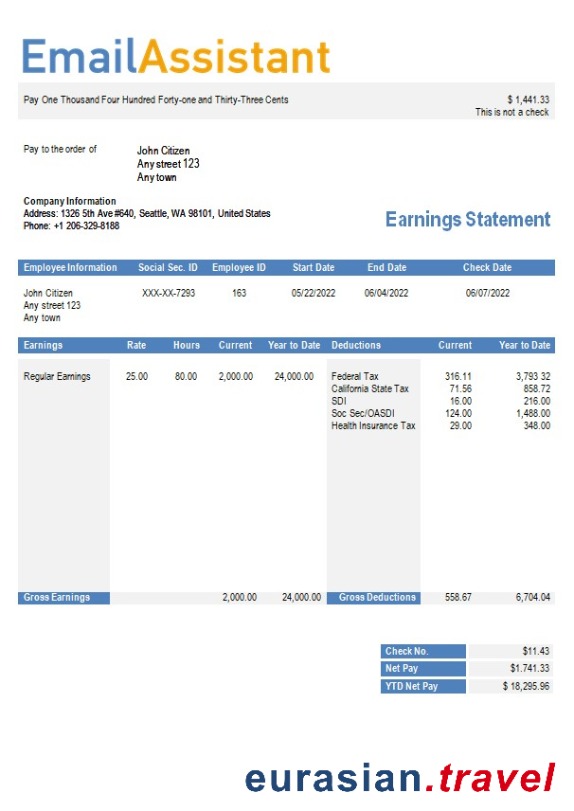 EmailAssistant
Pay One Thousand Four Hundred Forty-one and Thirty-Three Cents $ 1,441.33
This is not a check
Pay to the order of John Citizen
Any street 123
Any town
Company Information
Address: 1326 5th Ave #640, Seattle, WA 98101, United States
Phone: +1 206-329-8188
Earnings Statement
Employee Information Social Sec. ID Employee ID Start Date End Date Check Date
John Citizen XXX-XX-7293 163 05/22/2022 06/04/2022 06/07/2022
Any street 123
Any town
Earnings Rate Hours Current Year to Date Deductions Current Year to Date
Regular Earnings 25.00 80.00 2,000.00 24,000.00 Federal Tax 316.11 3,793 32
California State Tax 71.56 858.72
SDI 16.00 216.00
Soc Sec/OASDI 124.00 1,488.00
Health Insurance Tax 29.00 348.00
Gross Earnings 2,000.00 24,000.00 Gross Deductions 558.67 6,704.04
Check No. $11.43
Net Pay $1.741.33
YTD Net Pay $ 18,295.96
eurasian.travel